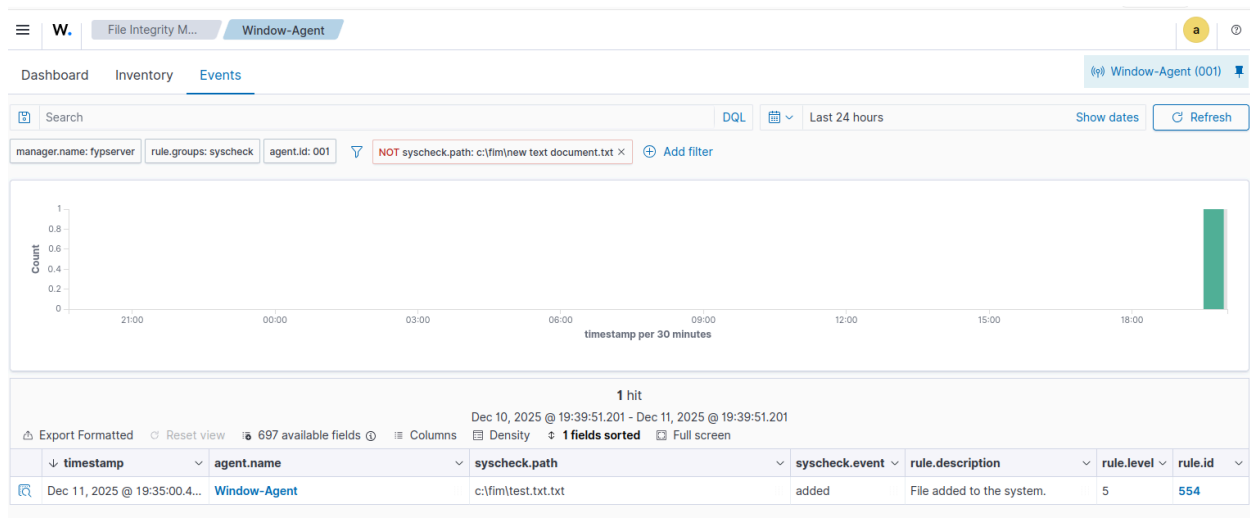 W. File Integrity M... Window-Agent a
Dashboard Inventory Events Window-Agent (001)
Search DQL Last 24 hours Show dates Refresh
manager.name: fypserver rule.groups: syscheck agent.id: 001 NOT syscheck.path: c:\fim\new text document.txt × Add filter
1
0.8
0.6
0.4
0.2
0
Count
21:00 00:00 03:00 06:00 09:00 12:00 15:00 18:00
timestamp per 30 minutes
1 hit
Dec 10, 2025 @ 19:39:51.201 - Dec 11, 2025 @ 19:39:51.201
Export Formatted Reset view 697 available fields Columns Density 1 fields sorted Full screen
timestamp agent.name syscheck.path syscheck.event rule.description rule.level rule.id
Dec 11, 2025 @ 19:35:00.4... Window-Agent c:\fim\test.txt.txt added File added to the system. 5 554